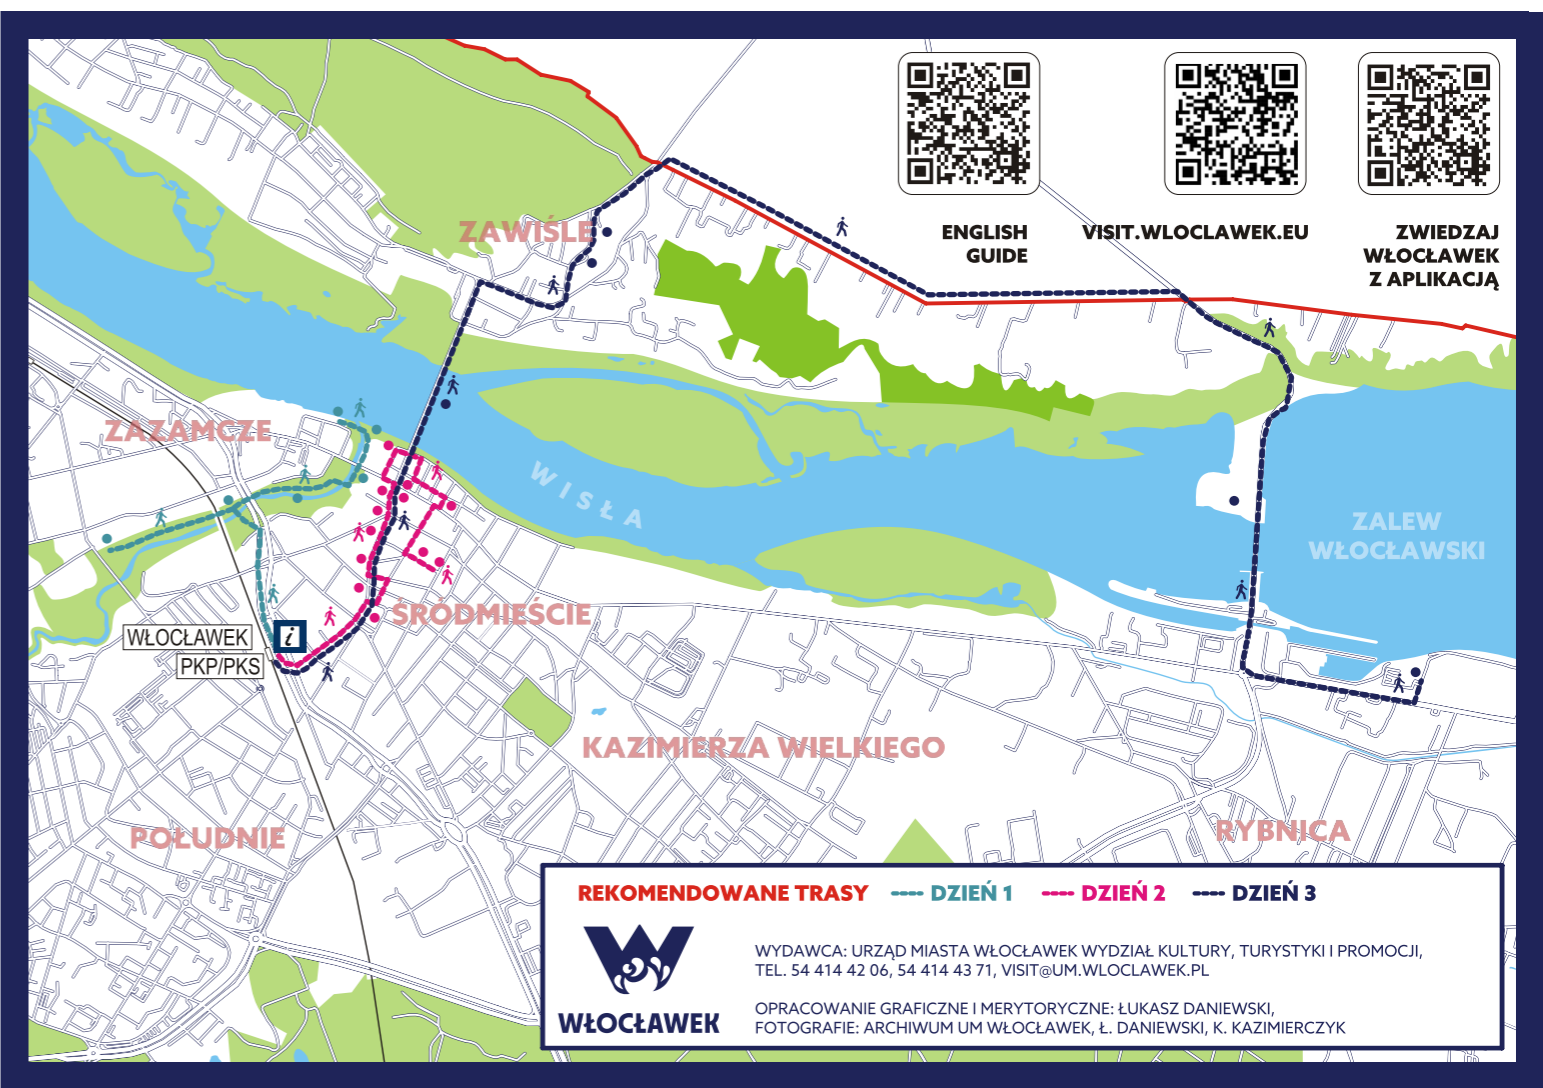 ENGLISH
GUIDE
VISIT.WLOCLAWEK.EU
ZWIEDZAJ
WŁOCŁAWEK
Z APLIKACJĄ
ZAWIŚLE
ZAZAMCZE
WISŁA
ZALEW
WŁOCŁAWSKI
ŚRÓDMIEŚCIE
i
WŁOCŁAWEK
PKP/PKS
KAZIMIERZA WIELKIEGO
POŁUDNIE
RYBNICA
REKOMENDOWANE TRASY DZIEŃ 1 DZIEŃ 2 DZIEŃ 3
WŁOCŁAWEK
WYDAWCA: URZĄD MIASTA WŁOCŁAWEK WYDZIAŁ KULTURY, TURYSTYKI I PROMOCJI,
TEL. 54 414 42 06, 54 414 43 71, VISIT@UM.WLOCLAWEK.PL
OPRACOWANIE GRAFICZNE I MERYTORYCZNE: ŁUKASZ DANIEWSKI,
FOTOGRAFIE: ARCHIWUM UM WŁOCŁAWEK, Ł. DANIEWSKI, K. KAZIMIERCZYK